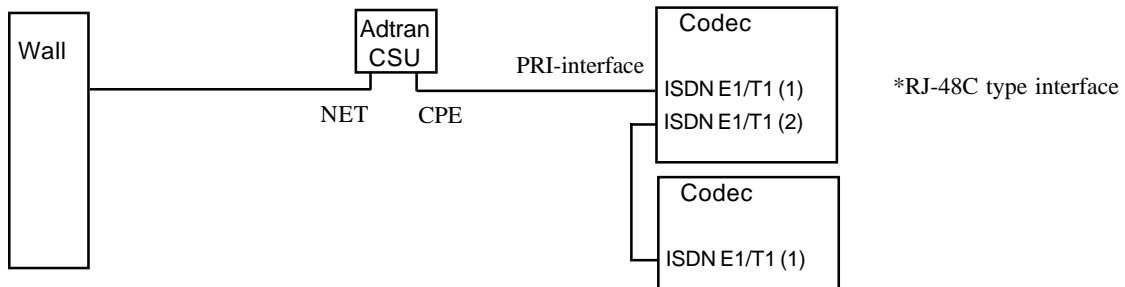 Wall
Adtran
CSU
NET
CPE
PRI-interface
Codec
ISDN E1/T1 (1)
ISDN E1/T1 (2)
*RJ-48C type interface
Codec
ISDN E1/T1 (1)